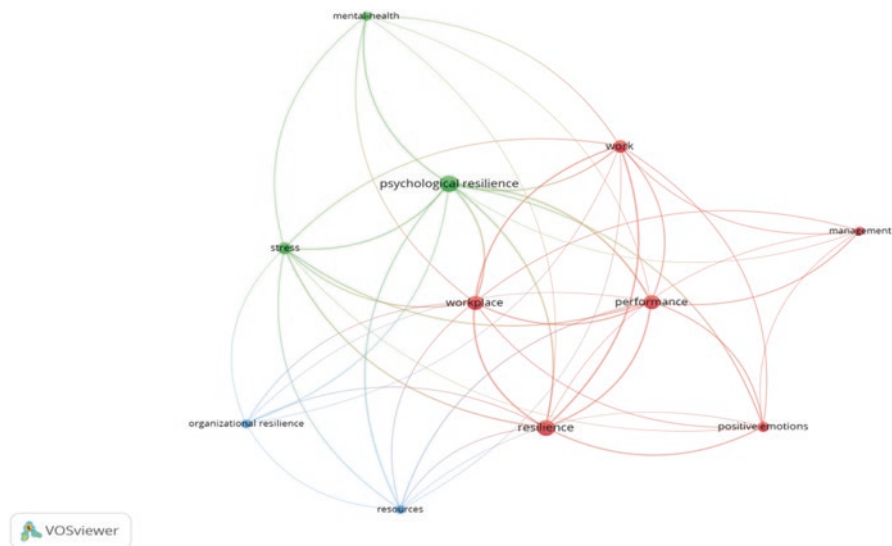 mental health
work
psychological resilience
management
stress
workplace
performance
organizational resilience
resilience
positive emotions
resources
VOSviewer